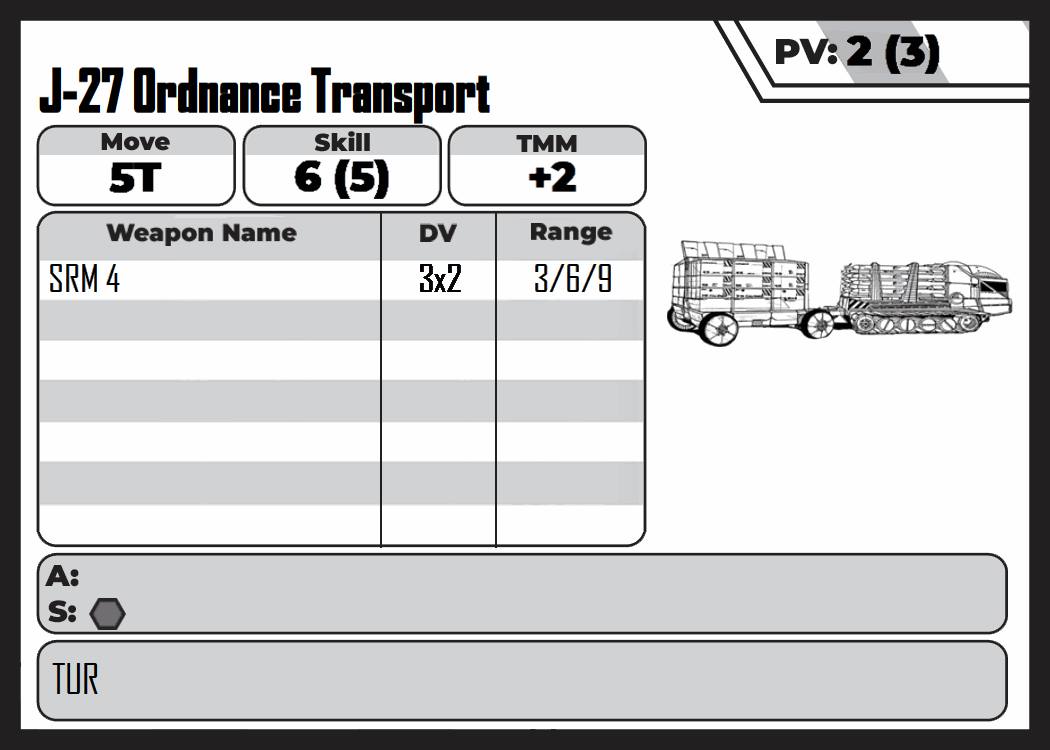 PV: 2 (3)
J-27 Ordnance Transport
Move Skill TMM
5T 6 (5) +2
Weapon Name DV Range
SRM 4 3x2 3/6/9
A:
S:
TUR